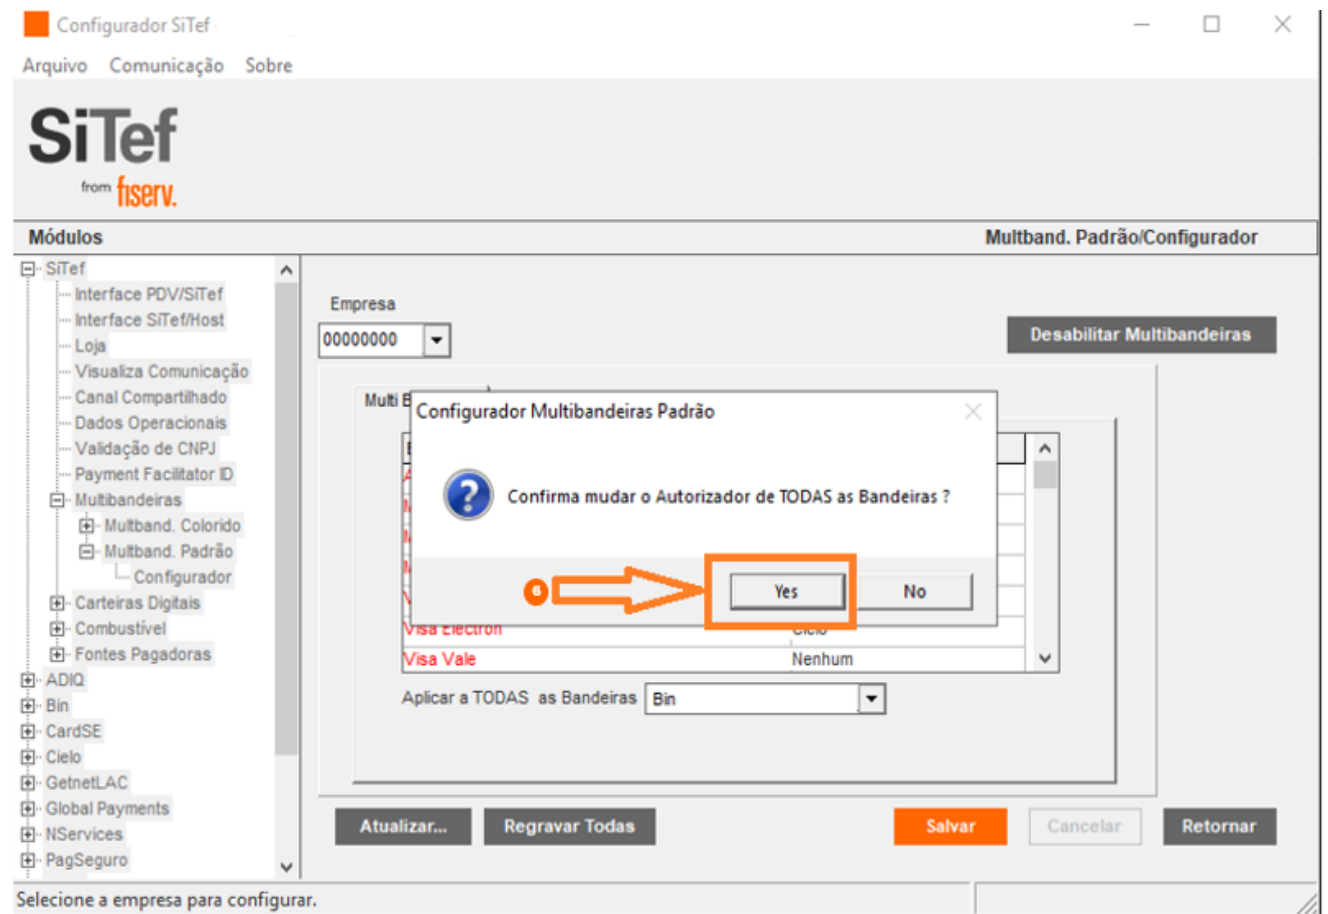 Configurador SiTef
Arquivo Comunicação Sobre
SiTef
from fiserv.
Módulos
Multband. Padrão/Configurador
SiTef
Interface PDV/SiTef
Interface SiTef/Host
Loja
Visualiza Comunicação
Canal Compartilhado
Dados Operacionais
Validação de CNPJ
Payment Facilitator ID
Multibandeiras
Multband. Colorido
Multband. Padrão
Configurador
Carteiras Digitais
Combustível
Fontes Pagadoras
ADIQ
Bin
CardSE
Cielo
GetnetLAC
Global Payments
NServices
PagSeguro
Empresa
00000000
Desabilitar Multibandeiras
Multi
Configurador Multibandeiras Padrão
Confirma mudar o Autorizador de TODAS as Bandeiras ?
6
Yes No
Visa Electron Cielo
Visa Vale Nenhum
Aplicar a TODAS as Bandeiras Bin
Atualizar... Regravar Todas Salvar Cancelar Retornar
Selecione a empresa para configurar.